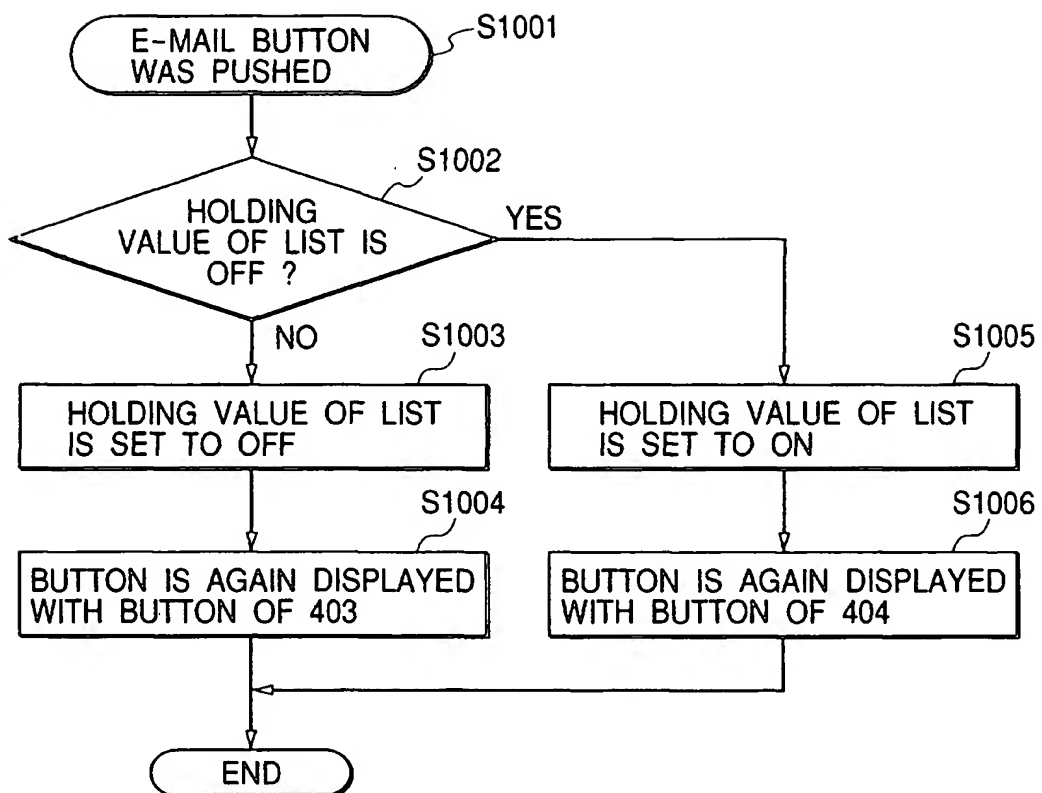 E-MAIL BUTTON
WAS PUSHED
S1001
S1002
HOLDING
VALUE OF LIST IS
OFF ?
YES
NO
S1003
HOLDING VALUE OF LIST
IS SET TO OFF
S1005
HOLDING VALUE OF LIST
IS SET TO ON
S1004
BUTTON IS AGAIN DISPLAYED
WITH BUTTON OF 403
S1006
BUTTON IS AGAIN DISPLAYED
WITH BUTTON OF 404
END